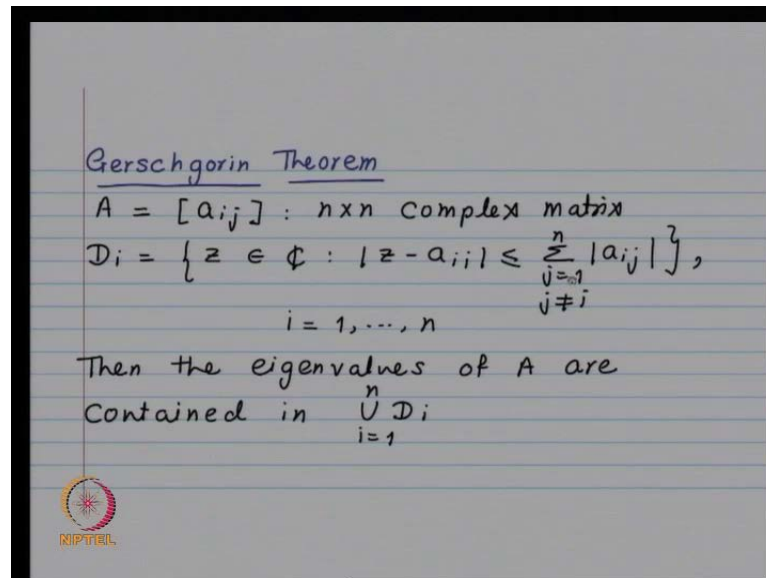 Gerschgorin Theorem
A = [aij] : n×n complex matrix
Di = { z ∈ ₵ : |z - aii| ≤ n∑j=1 j≠i |aij| },
i = 1, ..., n
Then the eigenvalues of A are
contained in n∪i=1 Di
NPTEL